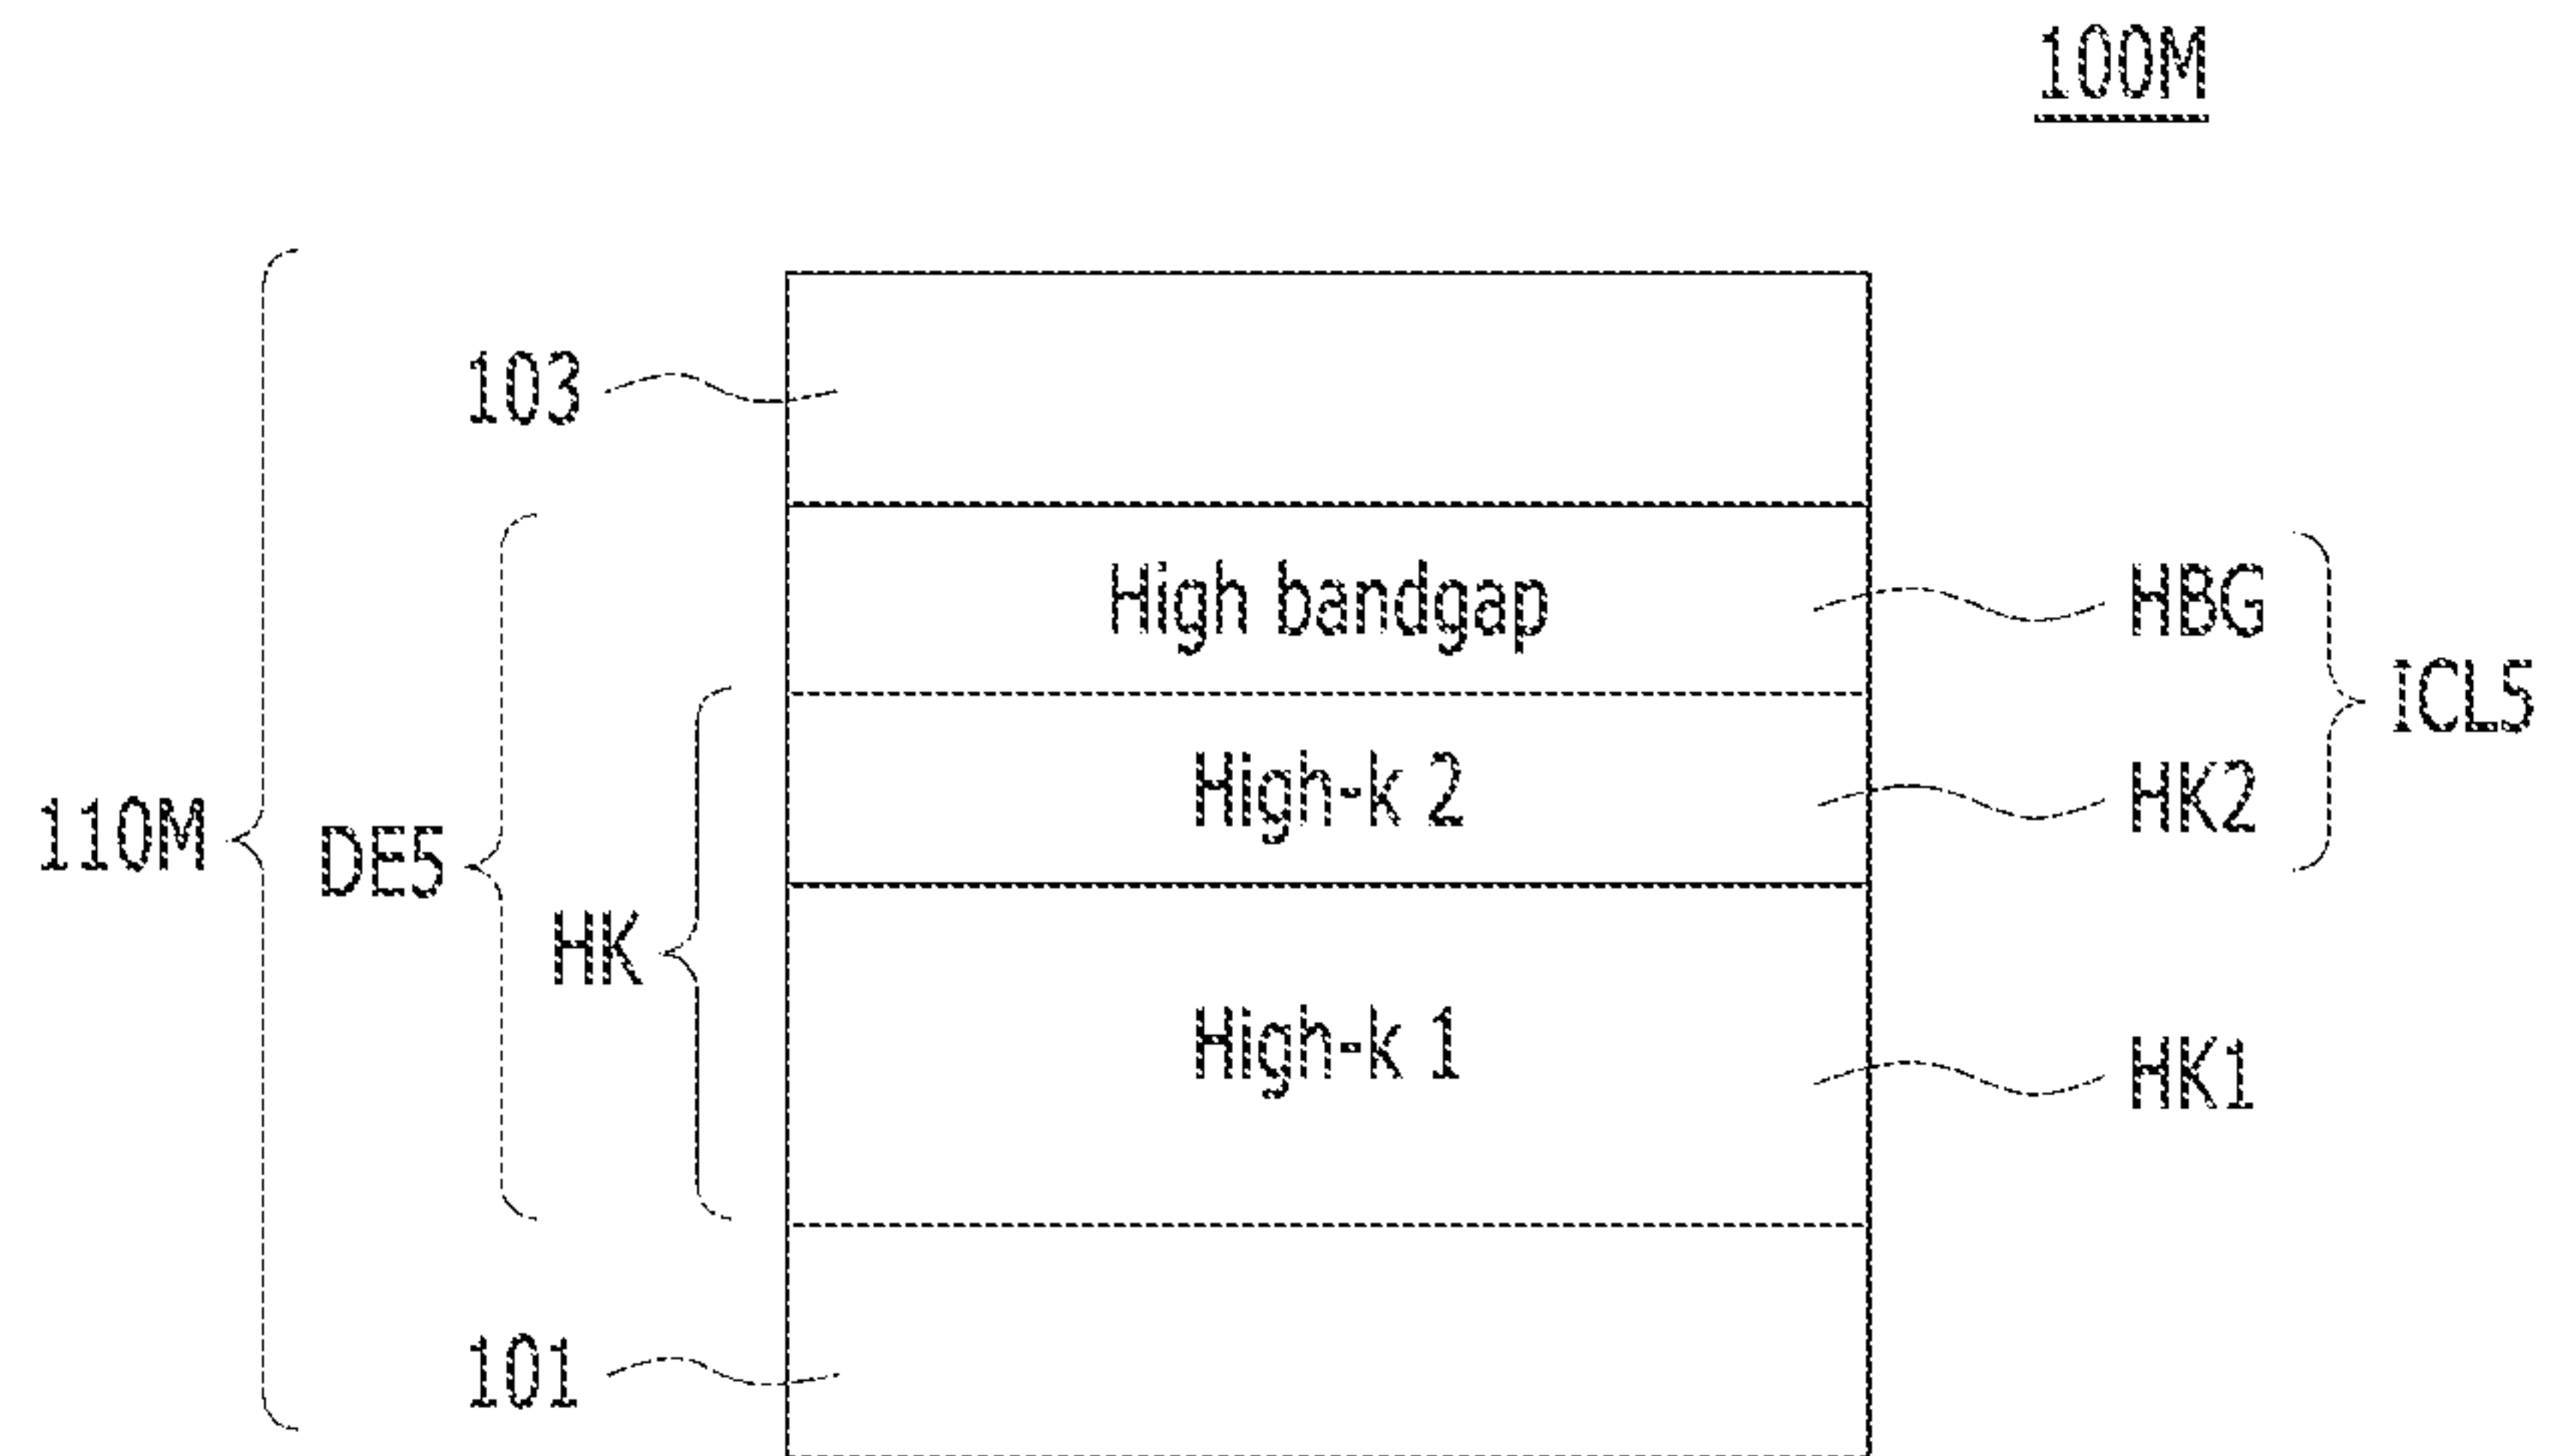 100M
103
High bandgap
HBG
ICL5
High-k 2
HK2
110M
DE5
HK
High-k 1
HK1
101